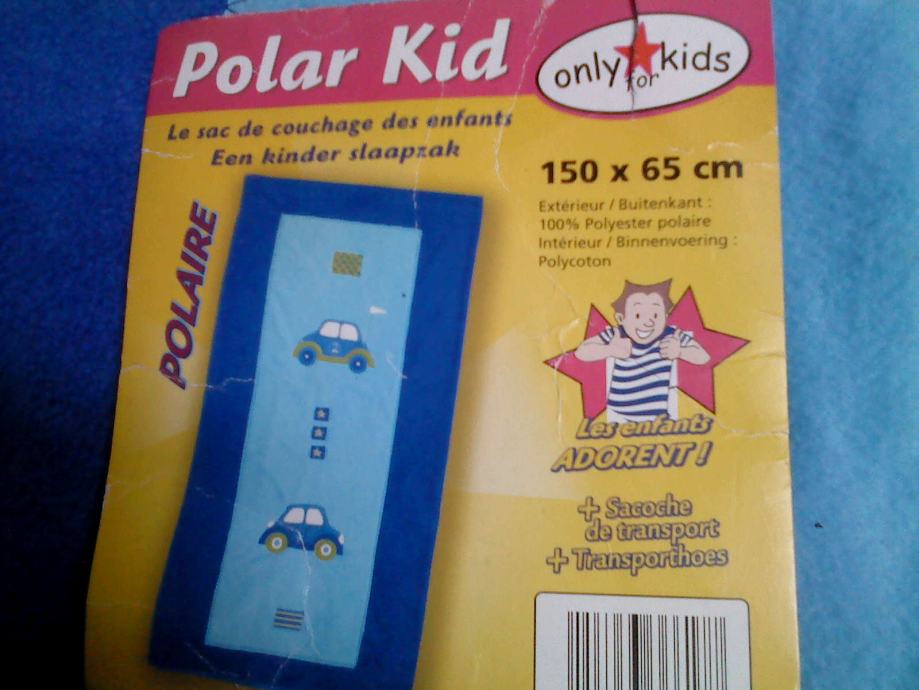 Polar Kid
only for kids
Le sac de couchage des enfants
Een kinder slaapzak
POLAIRE
150 x 65 cm
Extérieur / Buitenkant :
100% Polyester polaire
Intérieur / Binnenvoering :
Polycoton
Les enfants
ADORENT !
+ Sacoche
de transport
+ Transporthoes